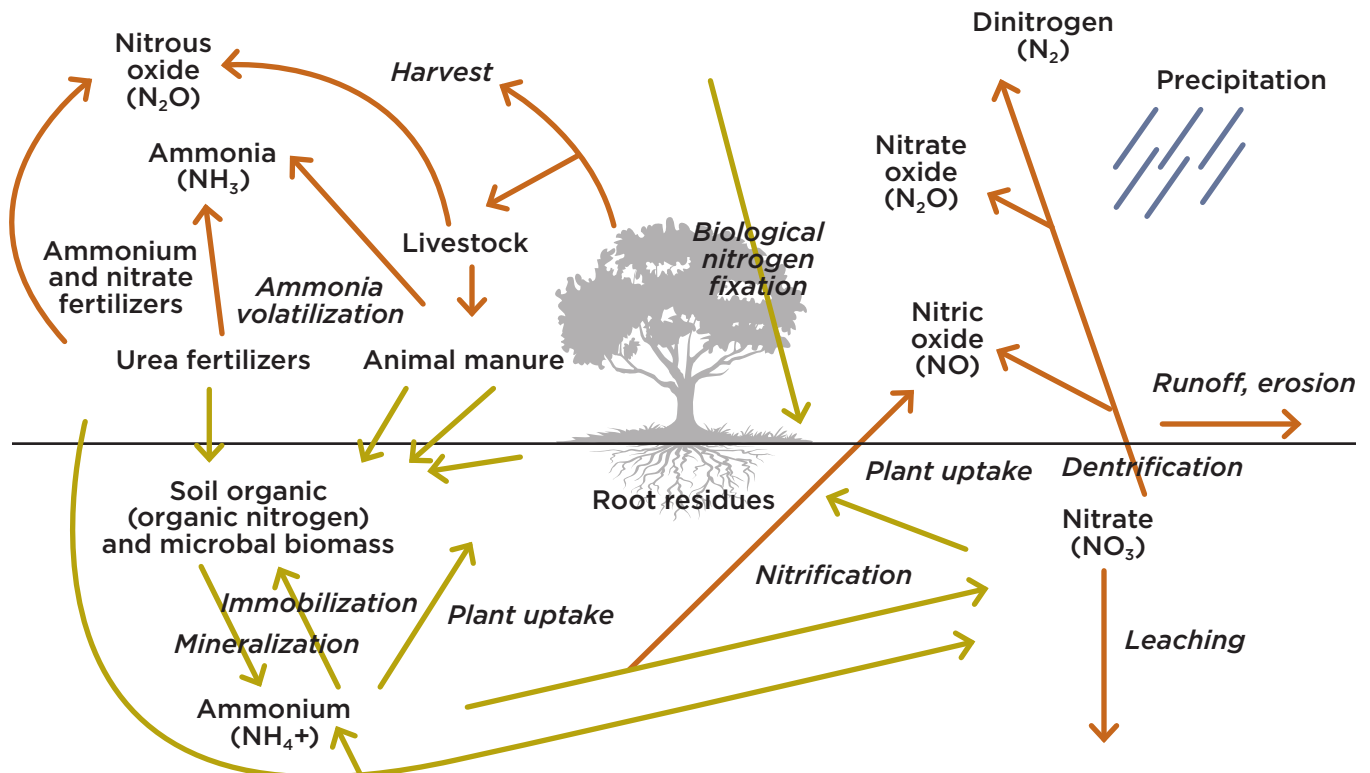 Nitrous
oxide
(N₂O)
Harvest
Dinitrogen
(N₂)
Precipitation
Ammonia
(NH₃)
Nitrate
oxide
(N₂O)
Livestock
Biological
nitrogen
fixation
Ammonium
and nitrate
fertilizers
Ammonia
volatilization
Nitric
oxide
(NO)
Urea fertilizers
Animal manure
Runoff, erosion
Plant uptake
Dentrification
Soil organic
(organic nitrogen)
and microbal biomass
Root residues
Nitrate
(NO₃)
Immobilization
Mineralization
Plant uptake
Nitrification
Leaching
Ammonium
(NH₄+)